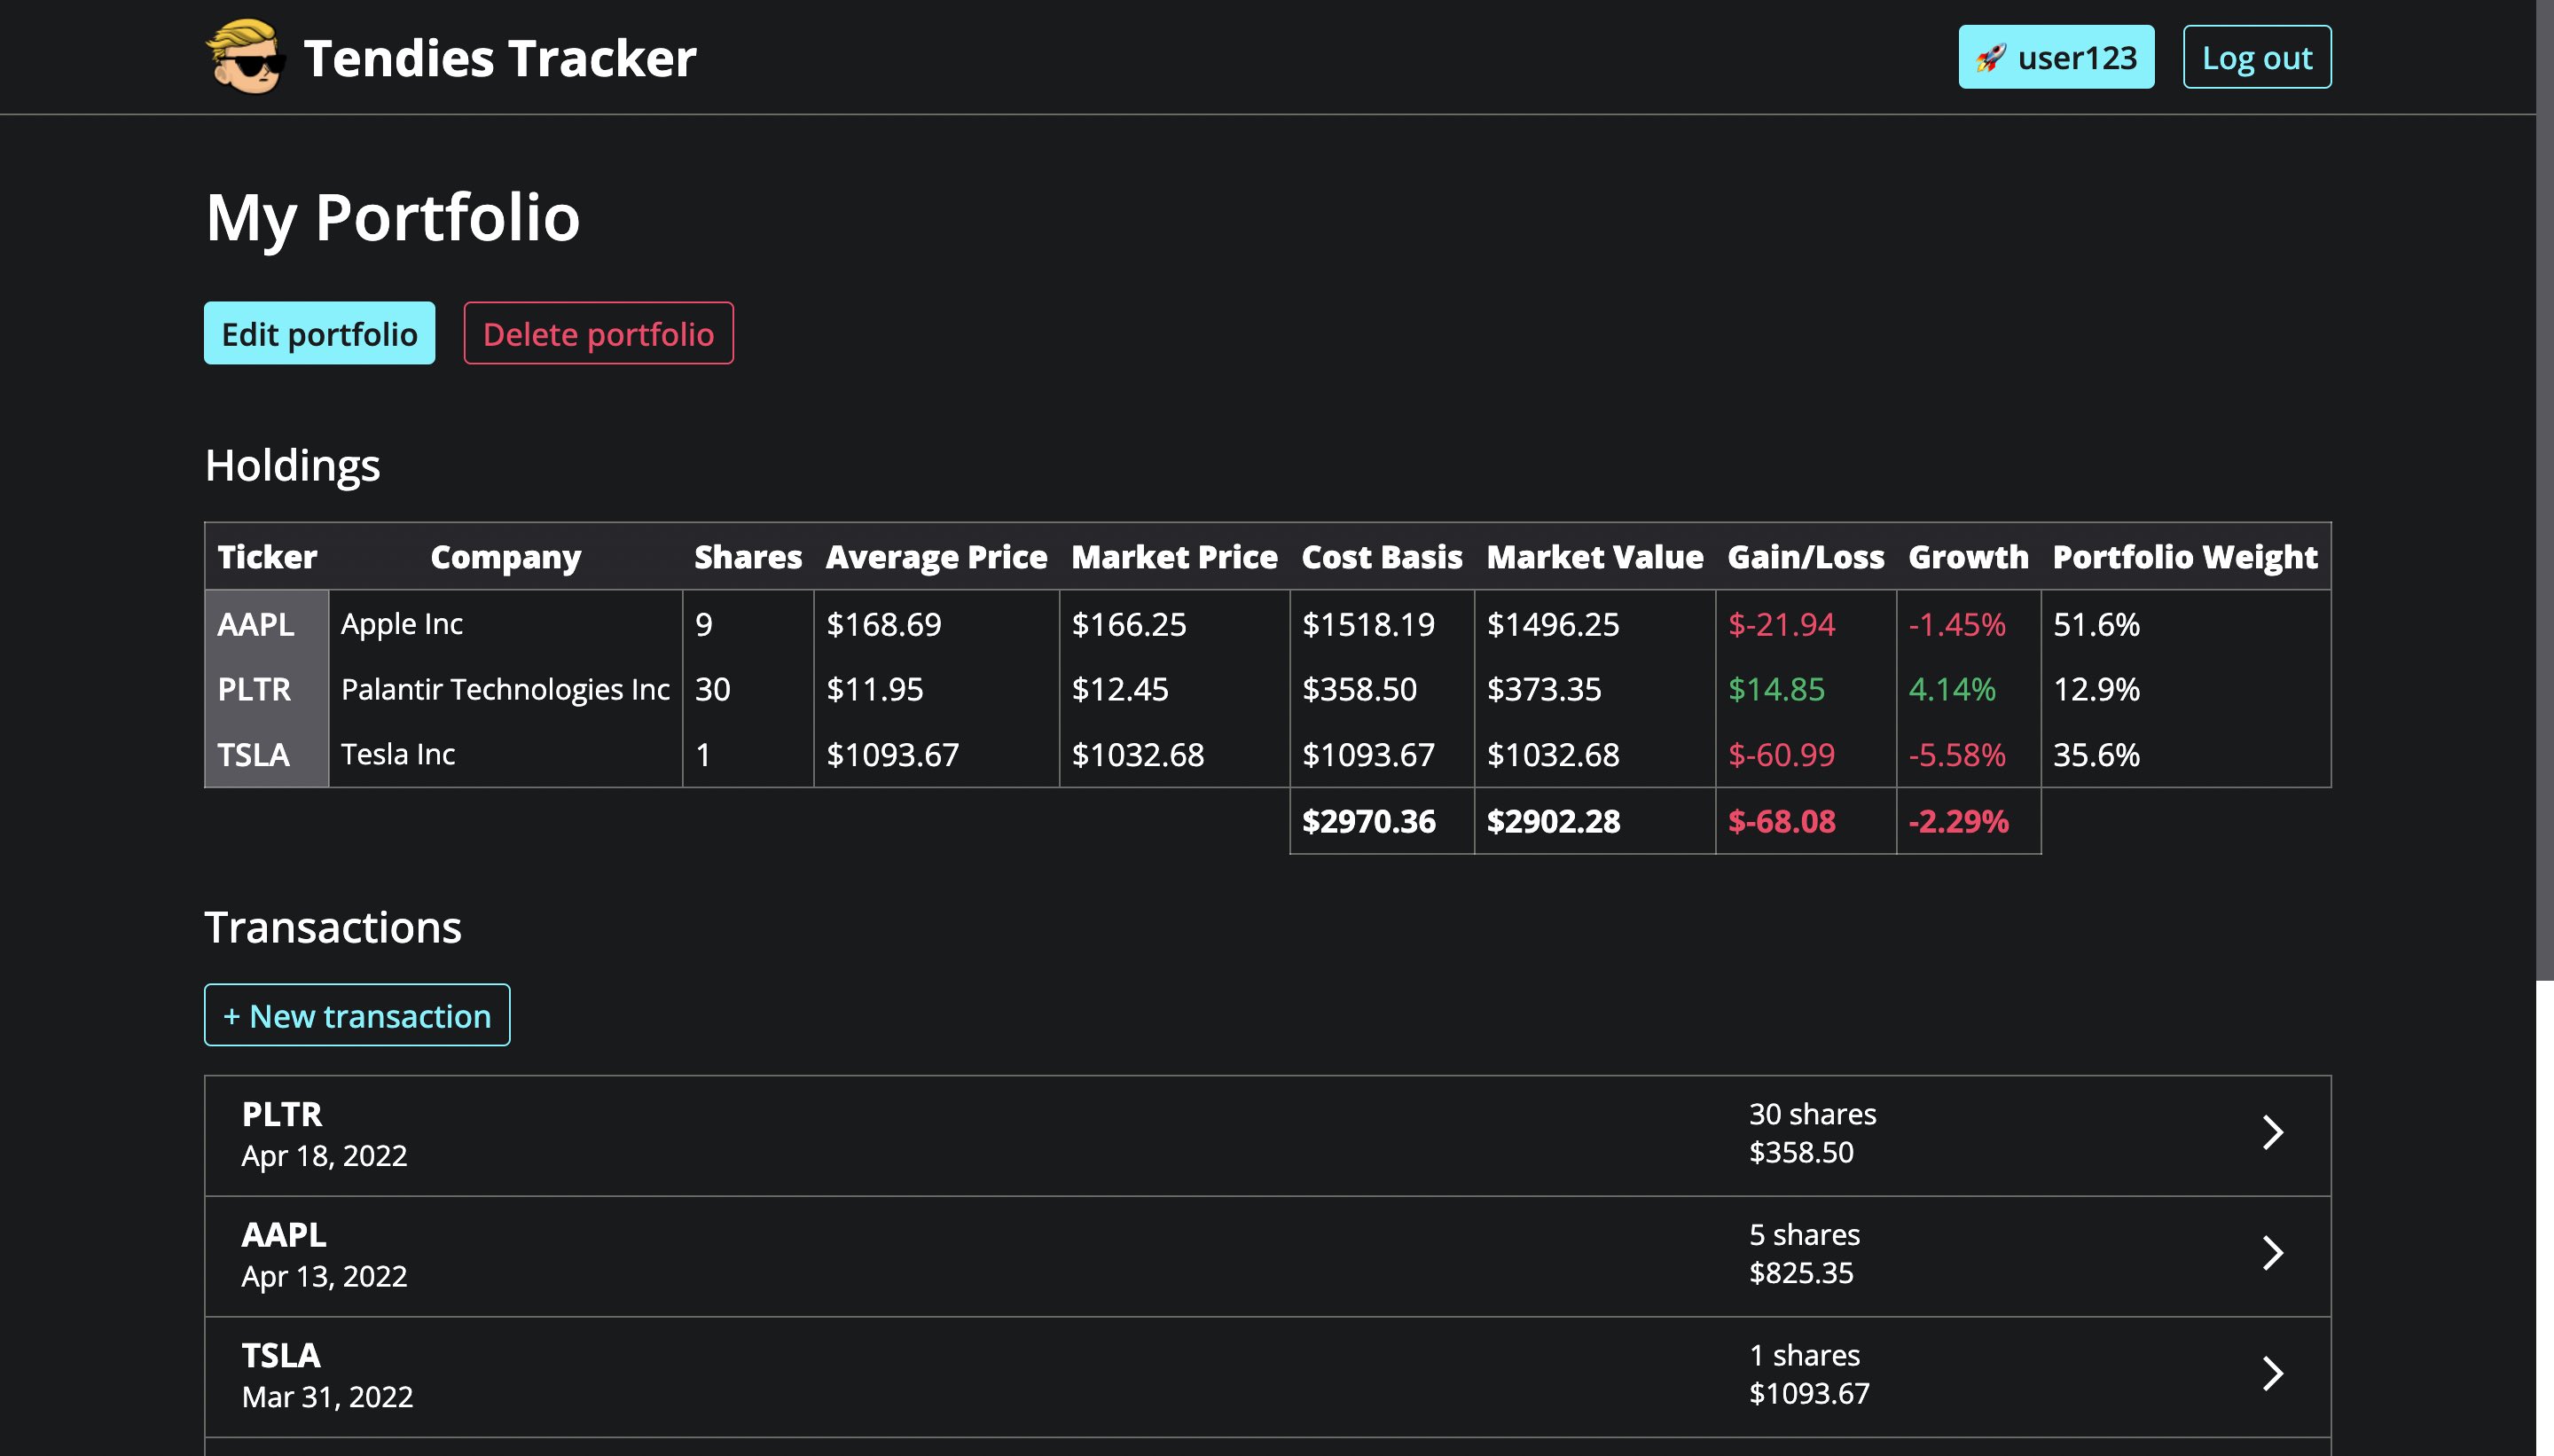 Tendies Tracker
🚀 user123
Log out
My Portfolio
Edit portfolio
Delete portfolio
Holdings
Ticker Company Shares Average Price Market Price Cost Basis Market Value Gain/Loss Growth Portfolio Weight
AAPL Apple Inc 9 $168.69 $166.25 $1518.19 $1496.25 $-21.94 -1.45% 51.6%
PLTR Palantir Technologies Inc 30 $11.95 $12.45 $358.50 $373.35 $14.85 4.14% 12.9%
TSLA Tesla Inc 1 $1093.67 $1032.68 $1093.67 $1032.68 $-60.99 -5.58% 35.6%
$2970.36 $2902.28 $-68.08 -2.29%
Transactions
+ New transaction
PLTR
Apr 18, 2022
30 shares
$358.50
AAPL
Apr 13, 2022
5 shares
$825.35
TSLA
Mar 31, 2022
1 shares
$1093.67